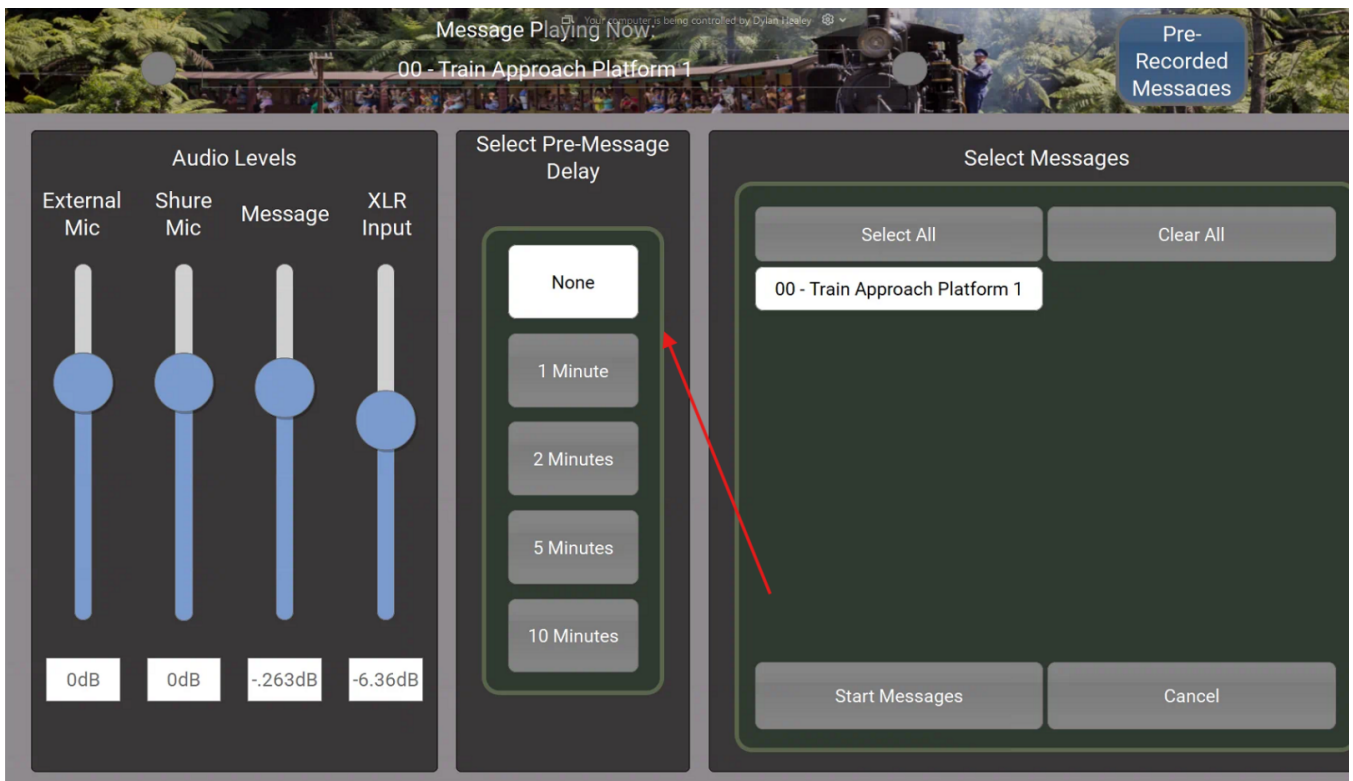 Your computer is being controlled by Dylan Healey
Message Playing Now:
00 - Train Approach Platform 1
Pre-
Recorded
Messages
Audio Levels
External
Mic
Shure
Mic
Message
XLR
Input
0dB
0dB
-.263dB
-6.36dB
Select Pre-Message
Delay
None
1 Minute
2 Minutes
5 Minutes
10 Minutes
Select Messages
Select All
Clear All
00 - Train Approach Platform 1
Start Messages
Cancel